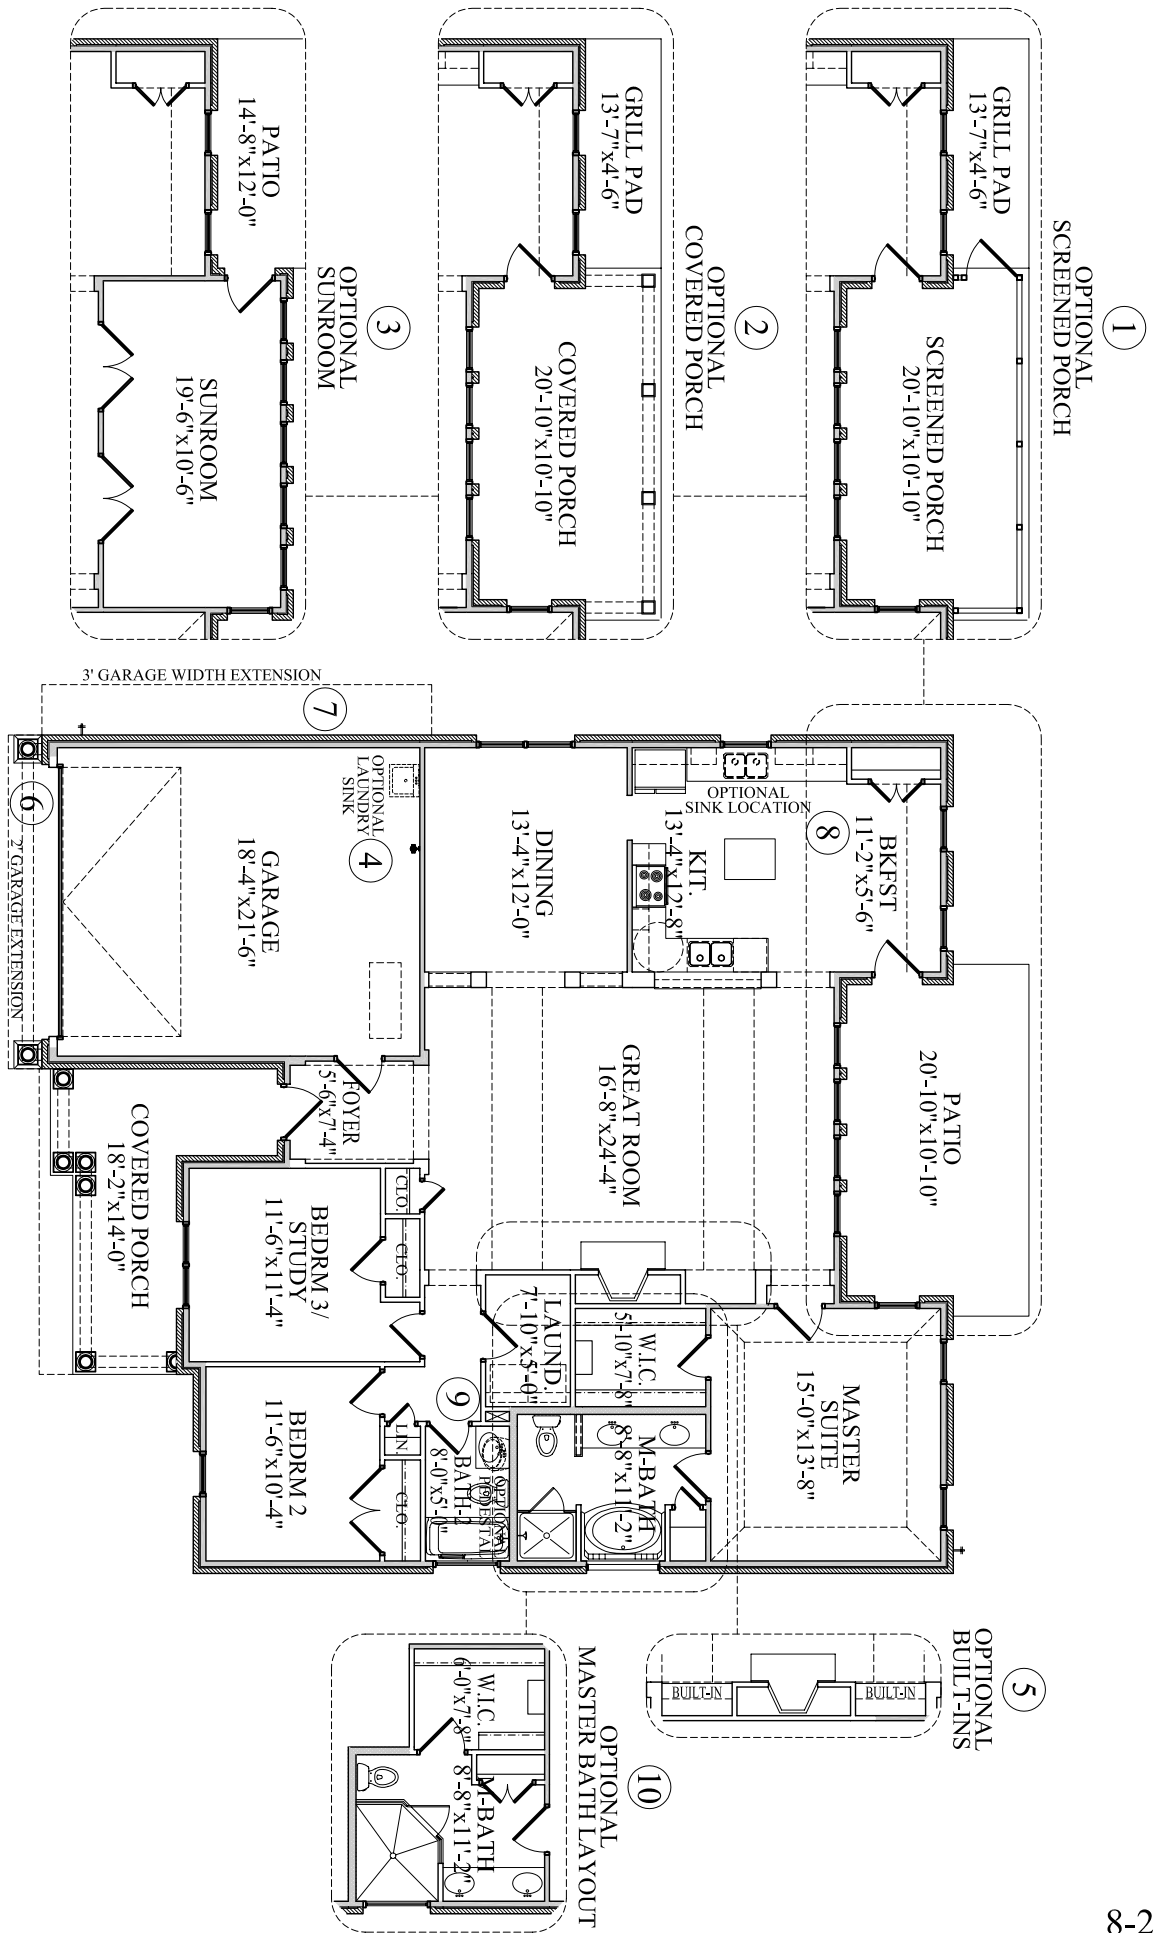 1
OPTIONAL
SCREENED PORCH
GRILL PAD
13'-7"x4'-6"
SCREENED PORCH
20'-10"x10'-10"
2
OPTIONAL
COVERED PORCH
GRILL PAD
13'-7"x4'-6"
COVERED PORCH
20'-10"x10'-10"
3
OPTIONAL
SUNROOM
PATIO
14'-8"x12'-0"
SUNROOM
19'-6"x10'-6"
PATIO
20'-10"x10'-10"
BKFST
11'-2"x5'-6"
8
OPTIONAL
SINK LOCATION
KIT.
13'-4"x12'-8"
DINING
13'-4"x12'-0"
GREAT ROOM
16'-8"x24'-4"
MASTER
SUITE
15'-0"x13'-8"
W.I.C.
5'-10"x7'-8"
M-BATH
8'-8"x11'-2"
LAUND.
7'-10"x5'-0"
OPTIONAL
PEDESTAL
BATH 2
8'-0"x5'-0"
9
LIN
CLO.
CLO.
CLO.
BEDRM 3/
STUDY
11'-6"x11'-4"
BEDRM 2
11'-6"x10'-4"
FOYER
5'-6"x7'-4"
COVERED PORCH
18'-2"x14'-0"
OPTIONAL
LAUNDRY
SINK
4
GARAGE
18'-4"x21'-6"
7
3' GARAGE WIDTH EXTENSION
6
2' GARAGE EXTENSION
5
OPTIONAL
BUILT-INS
BUILT-IN
BUILT-IN
10
OPTIONAL
MASTER BATH LAYOUT
W.I.C.
6'-0"x7'-8"
M-BATH
8'-8"x11'-2"
8-2